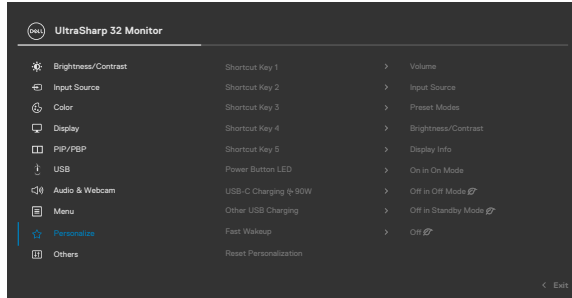 DELL UltraSharp 32 Monitor
Brightness/Contrast Shortcut Key 1 > Volume
Input Source Shortcut Key 2 > Input Source
Color Shortcut Key 3 > Preset Modes
Display Shortcut Key 4 > Brightness/Contrast
PIP/PBP Shortcut Key 5 > Display Info
USB Power Button LED > On in On Mode
Audio & Webcam USB-C Charging 90W > Off in Off Mode
Menu Other USB Charging > Off in Standby Mode
Personalize Fast Wakeup > Off
Others Reset Personalization
< Exit